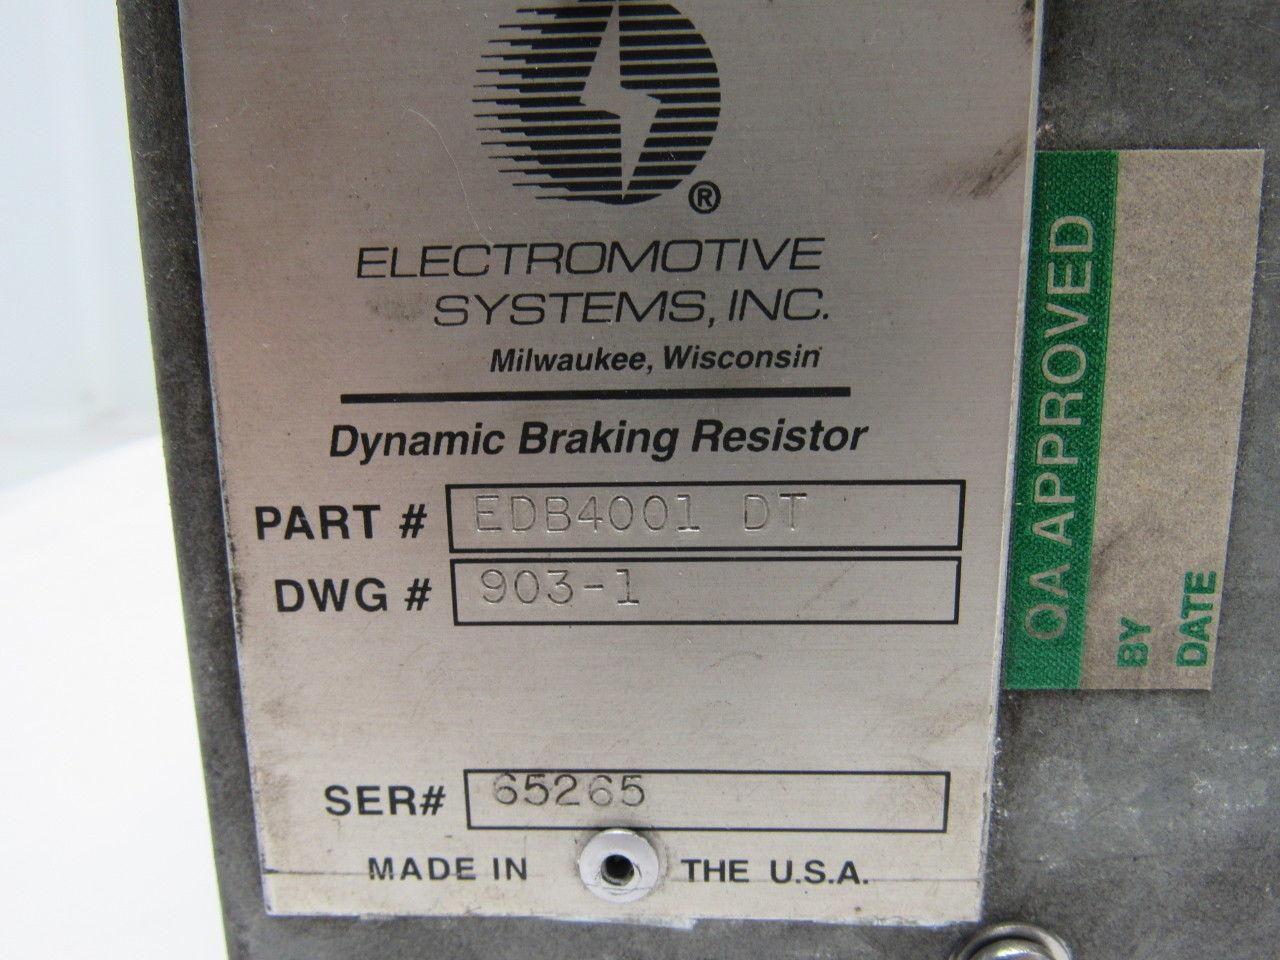 ®
ELECTROMOTIVE
SYSTEMS, INC.
Milwaukee, Wisconsin
Dynamic Braking Resistor
PART # EDB4001 DT
DWG # 903-1
SER# 65265
MADE IN THE U.S.A.
QA APPROVED
BY
DATE